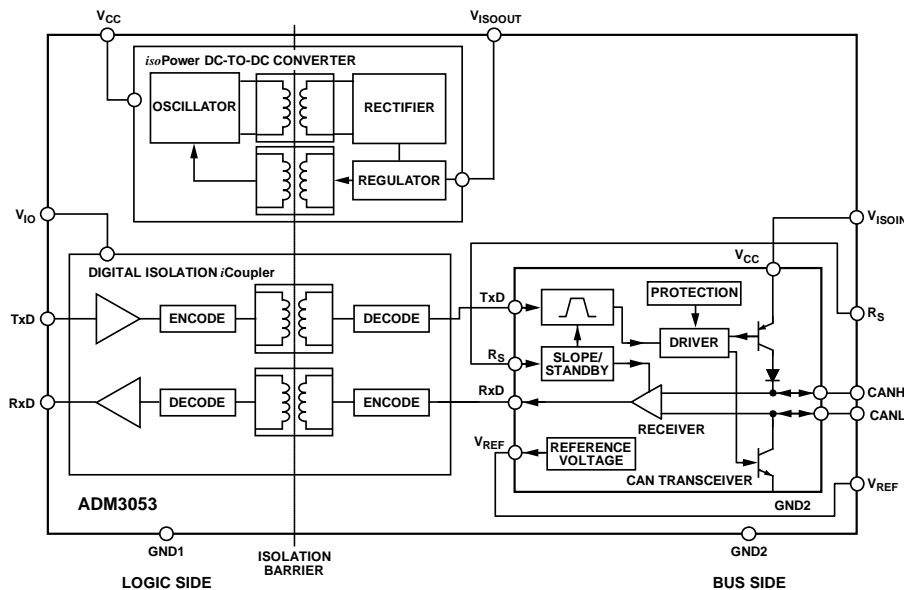 VCC
VISOOUT
isoPower DC-TO-DC CONVERTER
OSCILLATOR
RECTIFIER
REGULATOR
VIO
VISOIN
DIGITAL ISOLATION iCoupler
VCC
TxD
ENCODE
DECODE
TxD
PROTECTION
DRIVER
RS
RS
SLOPE/
STANDBY
RxD
DECODE
ENCODE
RxD
CANH
CANL
RECEIVER
VREF
REFERENCE
VOLTAGE
CAN TRANSCEIVER
VREF
GND2
ADM3053
GND1
ISOLATION
BARRIER
GND2
LOGIC SIDE
BUS SIDE